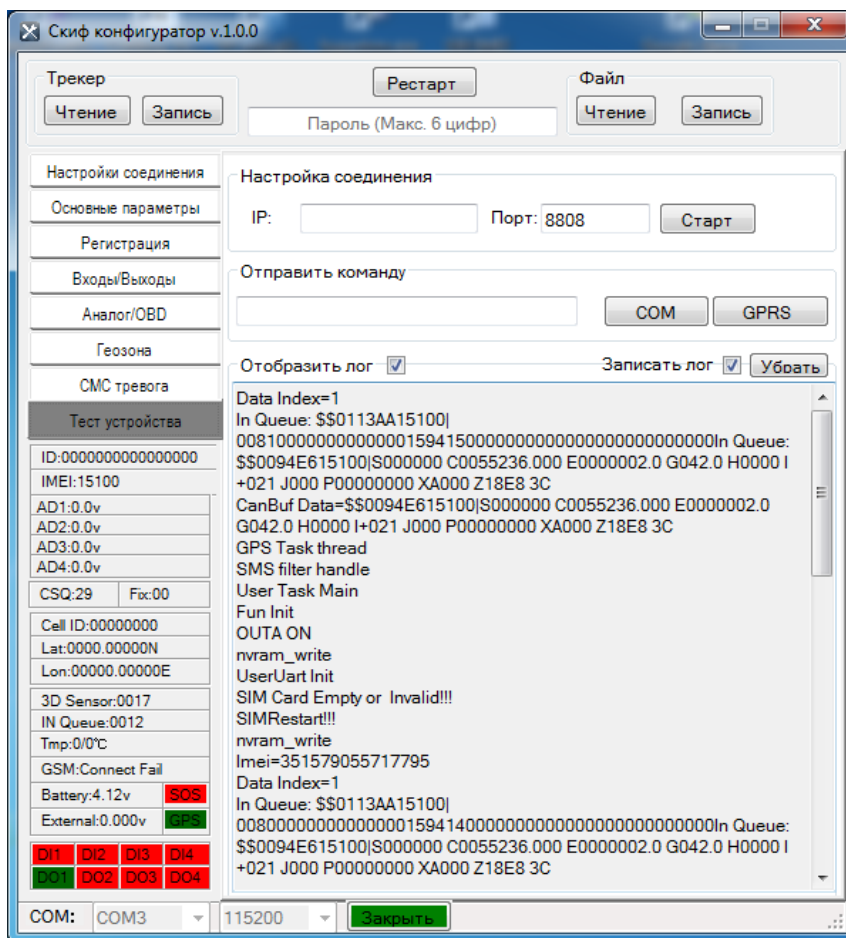 Скиф конфигуратор v.1.0.0
Трекер
Чтение
Запись
Рестарт
Пароль (Макс. 6 цифр)
Файл
Чтение
Запись
Настройки соединения
Основные параметры
Регистрация
Входы/Выходы
Аналог/OBD
Геозона
СМС тревога
Тест устройства
ID:0000000000000000
IMEI:15100
AD1:0.0v
AD2:0.0v
AD3:0.0v
AD4:0.0v
CSQ:29
Fix:00
Cell ID:00000000
Lat:0000.00000N
Lon:00000.00000E
3D Sensor:0017
IN Queue:0012
Tmp:0/0℃
GSM:Connect Fail
Battery:4.12v
SOS
External:0.000v
GPS
DI1 DI2 DI3 DI4
DO1 DO2 DO3 DO4
Настройка соединения
IP:
Порт: 8808
Старт
Отправить команду
COM
GPRS
Отобразить лог
Записать лог
Убрать
Data Index=1
In Queue: $$0113AA15100|
008100000000000001594150000000000000000000000000In Queue:
$$0094E615100|S000000 C0055236.000 E0000002.0 G042.0 H0000 I
+021 J000 P00000000 XA000 Z18E8 3C
CanBuf Data=$$0094E615100|S000000 C0055236.000 E0000002.0
G042.0 H0000 I+021 J000 P00000000 XA000 Z18E8 3C
GPS Task thread
SMS filter handle
User Task Main
Fun Init
OUTA ON
nvram_write
UserUart Init
SIM Card Empty or  Invalid!!!
SIMRestart!!!
nvram_write
Imei=351579055717795
Data Index=1
In Queue: $$0113AA15100|
008000000000000001594140000000000000000000000000In Queue:
$$0094E615100|S000000 C0055236.000 E0000002.0 G042.0 H0000 I
+021 J000 P00000000 XA000 Z18E8 3C
COM:
COM3
115200
Закрыть